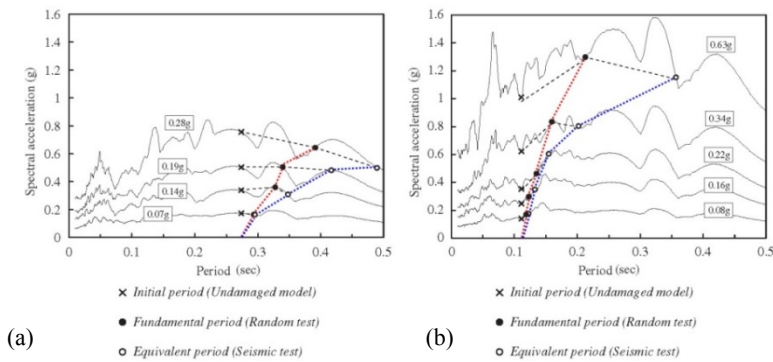 1.6
1.4
1.2
1
0.8
0.6
0.4
0.2
0
Spectral acceleration (g)
0.28g
0.19g
0.14g
0.07g
0 0.1 0.2 0.3 0.4 0.5
Period (sec)
× Initial period (Undamaged model)
● Fundamental period (Random test)
○ Equivalent period (Seismic test)
(a)
1.6
1.4
1.2
1
0.8
0.6
0.4
0.2
0
Spectral acceleration (g)
0.63g
0.34g
0.22g
0.16g
0.08g
0 0.1 0.2 0.3 0.4 0.5
Period (sec)
× Initial period (Undamaged model)
● Fundamental period (Random test)
○ Equivalent period (Seismic test)
(b)